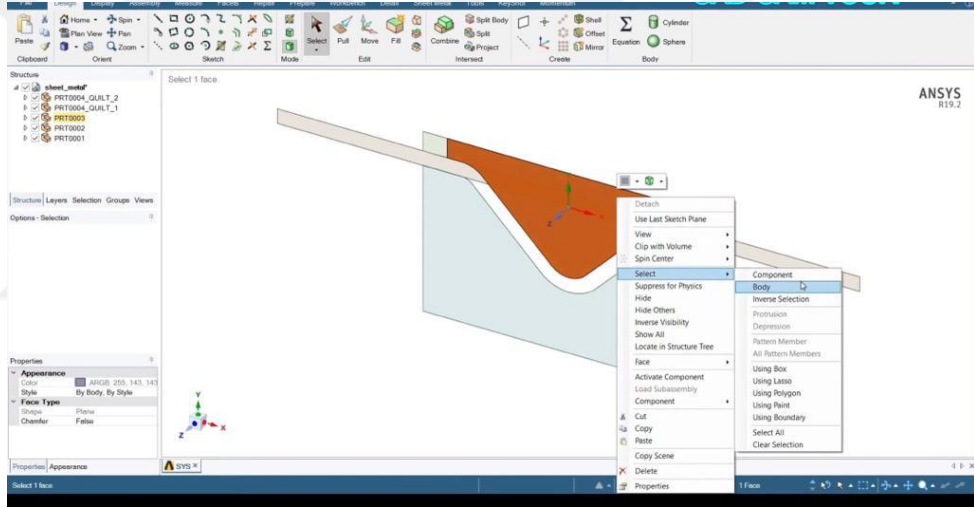 File Design Display Assembly Measure Facets Repair Prepare Workbench Detail Sheet Metal Tools KeyShot Momentum
Paste
Clipboard
Home Spin
Plan View Pan
Zoom
Orient
Sketch
Mode
Select Pull Move Fill
Edit
Combine
Split Body
Split
Project
Intersect
Shell
Offset
Mirror
Create
Equation
Cylinder
Sphere
Body
Structure
sheet_metal*
PRT0004_QUILT_2
PRT0004_QUILT_1
PRT0003
PRT0002
PRT0001
Structure Layers Selection Groups Views
Options - Selection
Properties
Appearance
Color ARGB 255, 143, 143
Style By Body, By Style
Face Type
Shape Plane
Chamfer False
Properties Appearance
Select 1 face.
ANSYS
R19.2
Y
X
Z
Detach
Use Last Sketch Plane
View
Clip with Volume
Spin Center
Select
Suppress for Physics
Hide
Hide Others
Inverse Visibility
Show All
Locate in Structure Tree
Face
Activate Component
Load Subassembly
Component
Cut
Copy
Paste
Copy Scene
Delete
Properties
Component
Body
Inverse Selection
Protrusion
Depression
Pattern Member
All Pattern Members
Using Box
Using Lasso
Using Polygon
Using Paint
Using Boundary
Select All
Clear Selection
SYS
Select 1 face
1 Face